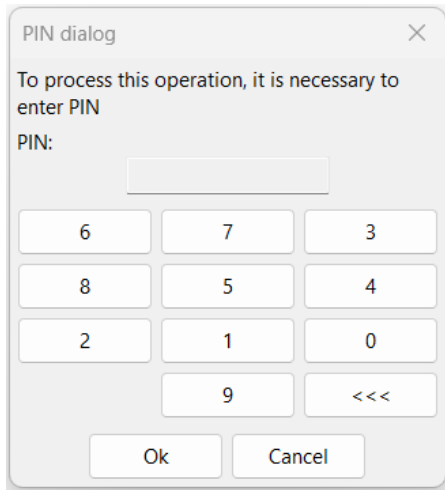 PIN dialog
To process this operation, it is necessary to
enter PIN
PIN:
6 7 3
8 5 4
2 1 0
9 <<<
Ok Cancel